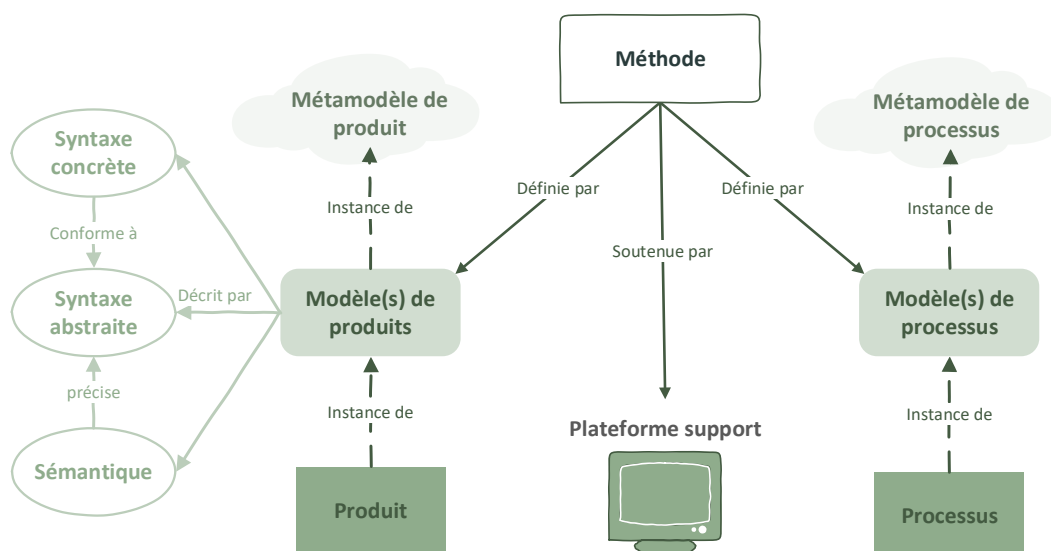 Méthode
Métamodèle de
produit
Métamodèle de
processus
Syntaxe
concrète
Définie par
Définie par
Instance de
Instance de
Conforme à
Soutenue par
Décrit par
Syntaxe
abstraite
Modèle(s) de
produits
Modèle(s) de
processus
précise
Instance de
Instance de
Plateforme support
Sémantique
Produit
Processus